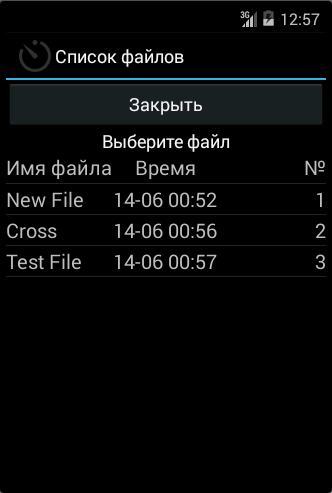 3G 12:57
Список файлов
Закрыть
Выберите файл
Имя файла Время №
New File 14-06 00:52 1
Cross 14-06 00:56 2
Test File 14-06 00:57 3